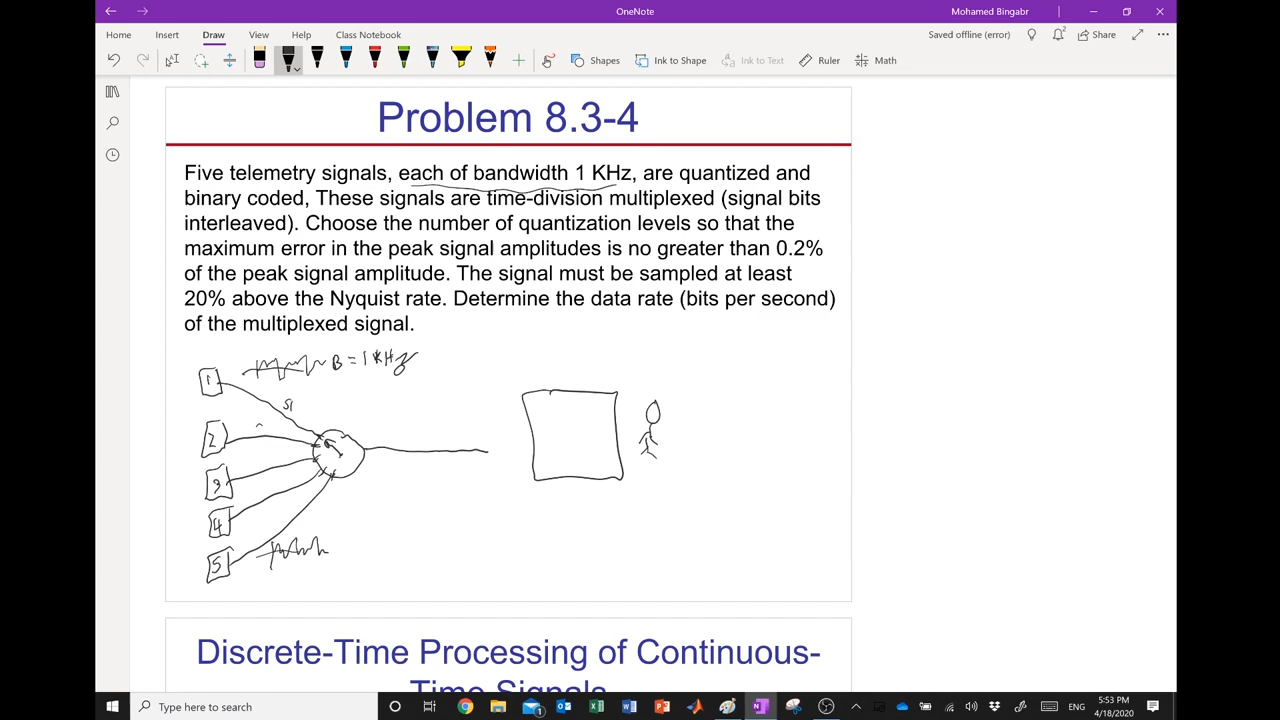 OneNote
Mohamed Bingabr
Home Insert Draw View Help Class Notebook
Saved offline (error)
Share
Shapes
Ink to Shape
Ink to Text
Ruler
Math
Problem 8.3-4
Five telemetry signals, each of bandwidth 1 KHz, are quantized and
binary coded, These signals are time-division multiplexed (signal bits
interleaved). Choose the number of quantization levels so that the
maximum error in the peak signal amplitudes is no greater than 0.2%
of the peak signal amplitude. The signal must be sampled at least
20% above the Nyquist rate. Determine the data rate (bits per second)
of the multiplexed signal.
B = 1 KHz
1
S1
2
3
4
5
Discrete-Time Processing of Continuous-
Time Signals
Type here to search
ENG
5:53 PM
4/18/2020